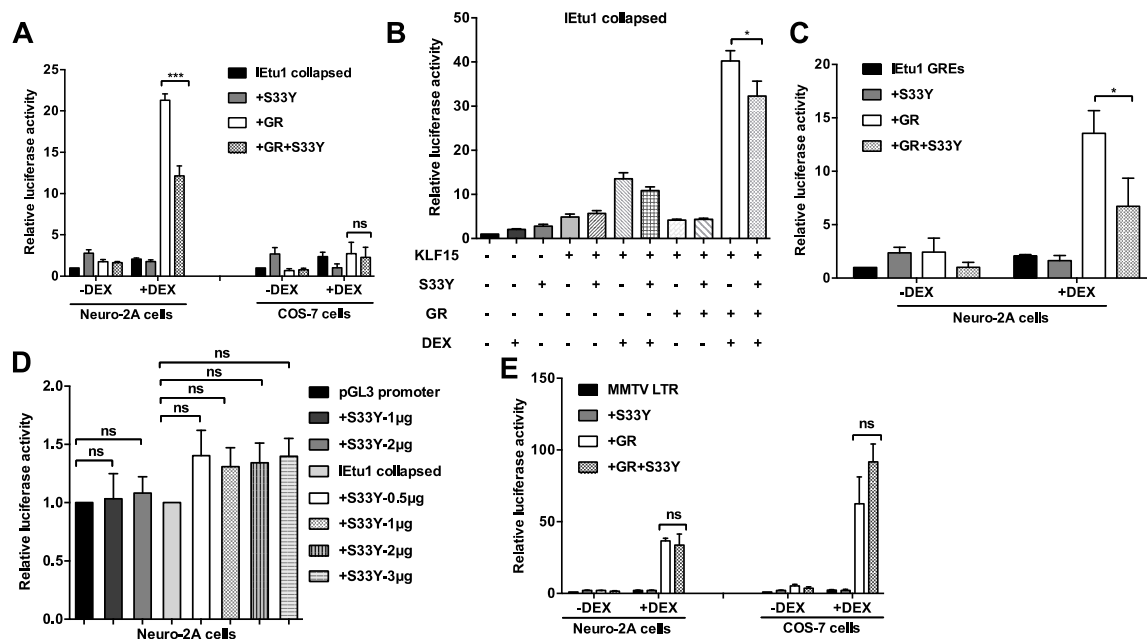 A
Relative luciferase activity
25
20
15
10
5
0
***
ns
IEtu1 collapsed
+S33Y
+GR
+GR+S33Y
-DEX +DEX -DEX +DEX
Neuro-2A cells COS-7 cells
B
IEtu1 collapsed
Relative luciferase activity
50
40
30
20
10
0
*
KLF15 - - - + + + + + + + +
S33Y - - + - + - + - + - +
GR - - - - - - - + + + +
DEX - + - - - + + - - + +
C
Relative luciferase activity
20
15
10
5
0
*
IEtu1 GREs
+S33Y
+GR
+GR+S33Y
-DEX +DEX
Neuro-2A cells
D
Relative luciferase activity
2.0
1.5
1.0
0.5
0.0
ns
ns
ns
ns
ns
ns
pGL3 promoter
+S33Y-1µg
+S33Y-2µg
IEtu1 collapsed
+S33Y-0.5µg
+S33Y-1µg
+S33Y-2µg
+S33Y-3µg
Neuro-2A cells
E
Relative luciferase activity
150
100
50
0
MMTV LTR
+S33Y
+GR
+GR+S33Y
ns
ns
-DEX +DEX -DEX +DEX
Neuro-2A cells COS-7 cells